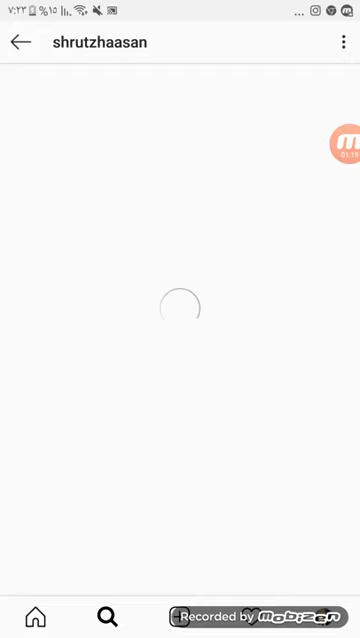 ٧:٢٣ %١٥ ...
shrutzhaasan
01:19
Recorded by mobizen